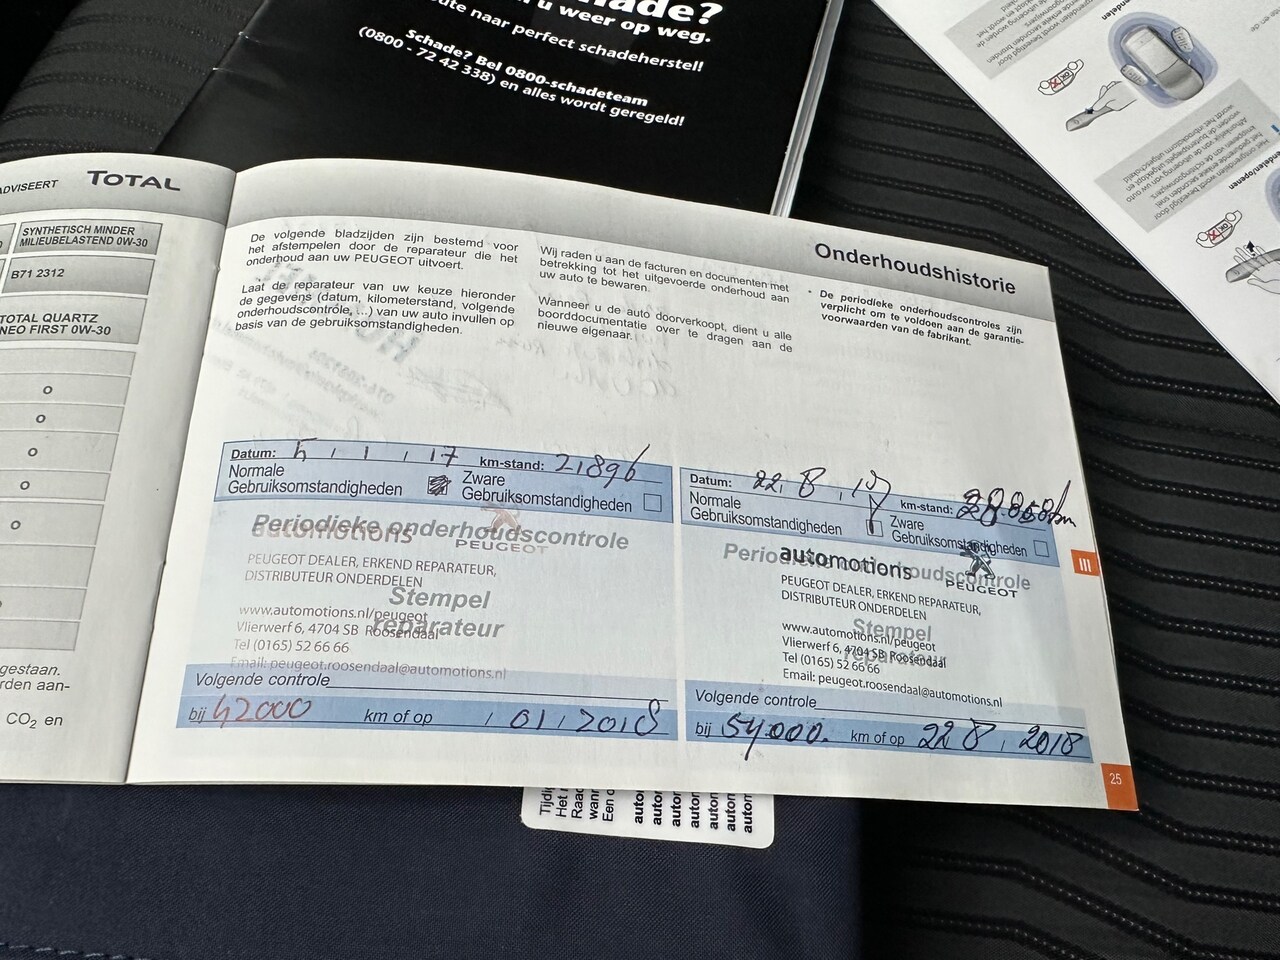 hade?
u weer op weg.
ute naar perfect schadeherstel!
Schade? Bel 0800-schadeteam
(0800 - 72 42 338) en alles wordt geregeld!
ADVISEERT TOTAL
SYNTHETISCH MINDER
MILIEUBELASTEND 0W-30
B71 2312
TOTAL QUARTZ
NEO FIRST 0W-30
gestaan.
rden aan-
CO2 en
Onderhoudshistorie
De volgende bladzijden zijn bestemd voor
het afstempelen door de reparateur die het
onderhoud aan uw PEUGEOT uitvoert.
Laat de reparateur van uw keuze hieronder
de gegevens (datum, kilometerstand, volgende
onderhoudscontrole, ...) van uw auto invullen op
basis van de gebruiksomstandigheden.
Wij raden u aan de facturen en documenten met
betrekking tot het uitgevoerde onderhoud aan
uw auto te bewaren.
Wanneer u de auto doorverkoopt, dient u alle
boorddocumentatie over te dragen aan de
nieuwe eigenaar.
* De periodieke onderhoudscontroles zijn
verplicht om te voldoen aan de garantie-
voorwaarden van de fabrikant.
Datum: 5 , 1 , 17 km-stand: 21896
Normale
Gebruiksomstandigheden
Zware
Gebruiksomstandigheden
Periodieke onderhoudscontrole
automotions
PEUGEOT
PEUGEOT DEALER, ERKEND REPARATEUR,
DISTRIBUTEUR ONDERDELEN
Stempel
reparateur
www.automotions.nl/peugeot
Vlierwerf 6, 4704 SB Roosendaal
Tel (0165) 52 66 66
Email: peugeot.roosendaal@automotions.nl
Volgende controle
bij 42000 km of op / 01 / 2018
Datum: 22, 8, 17 km-stand:
Normale
Gebruiksomstandigheden
Zware
Gebruiksomstandigheden
Periodieke onderhoudscontrole
automotions
PEUGEOT
PEUGEOT DEALER, ERKEND REPARATEUR,
DISTRIBUTEUR ONDERDELEN
Stempel
reparateur
www.automotions.nl/peugeot
Vlierwerf 6, 4704 SB Roosendaal
Tel (0165) 52 66 66
Email: peugeot.roosendaal@automotions.nl
Volgende controle
bij 54.000. km of op 22 8 , 2018
III
25